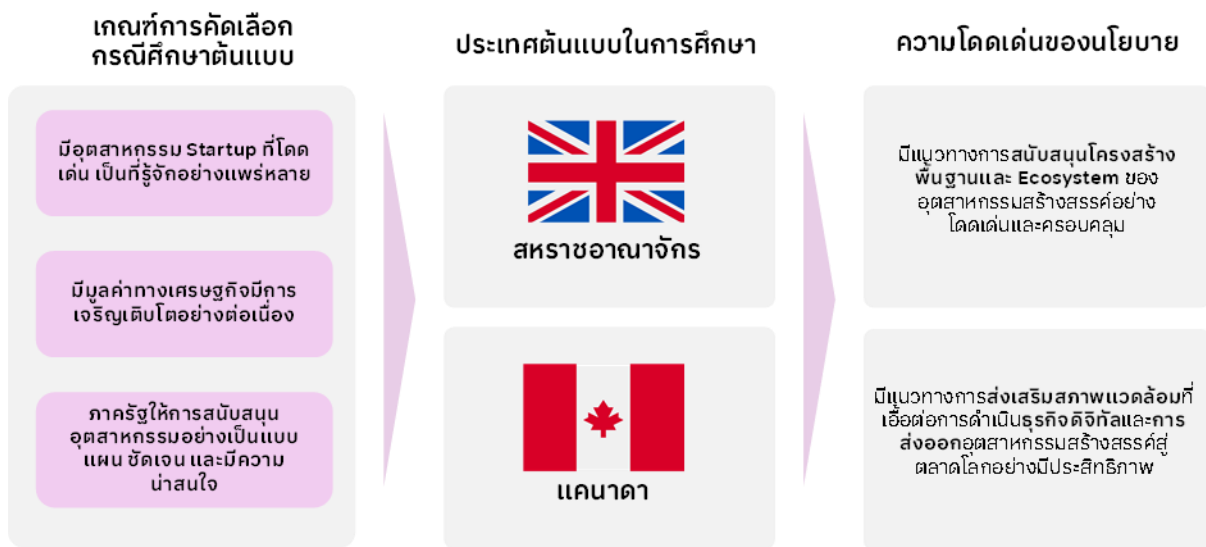 เกณฑ์การคัดเลือก
กรณีศึกษาต้นแบบ
มีอุตสาหกรรม Startup ที่โดด
เด่น เป็นที่รู้จักอย่างแพร่หลาย
มีมูลค่าทางเศรษฐกิจมีการ
เจริญเติบโตอย่างต่อเนื่อง
ภาครัฐให้การสนับสนุน
อุตสาหกรรมอย่างเป็นแบบ
แผน ชัดเจน และมีความ
น่าสนใจ
ประเทศต้นแบบในการศึกษา
สหราชอาณาจักร
แคนาดา
ความโดดเด่นของนโยบาย
มีแนวทางการสนับสนุนโครงสร้าง
พื้นฐานและ Ecosystem ของ
อุตสาหกรรมสร้างสรรค์อย่าง
โดดเด่นและครอบคลุม
มีแนวทางการส่งเสริมสภาพแวดล้อมที่
เอื้อต่อการดำเนินธุรกิจดิจิทัลและการ
ส่งออกอุตสาหกรรมสร้างสรรค์สู่
ตลาดโลกอย่างมีประสิทธิภาพ